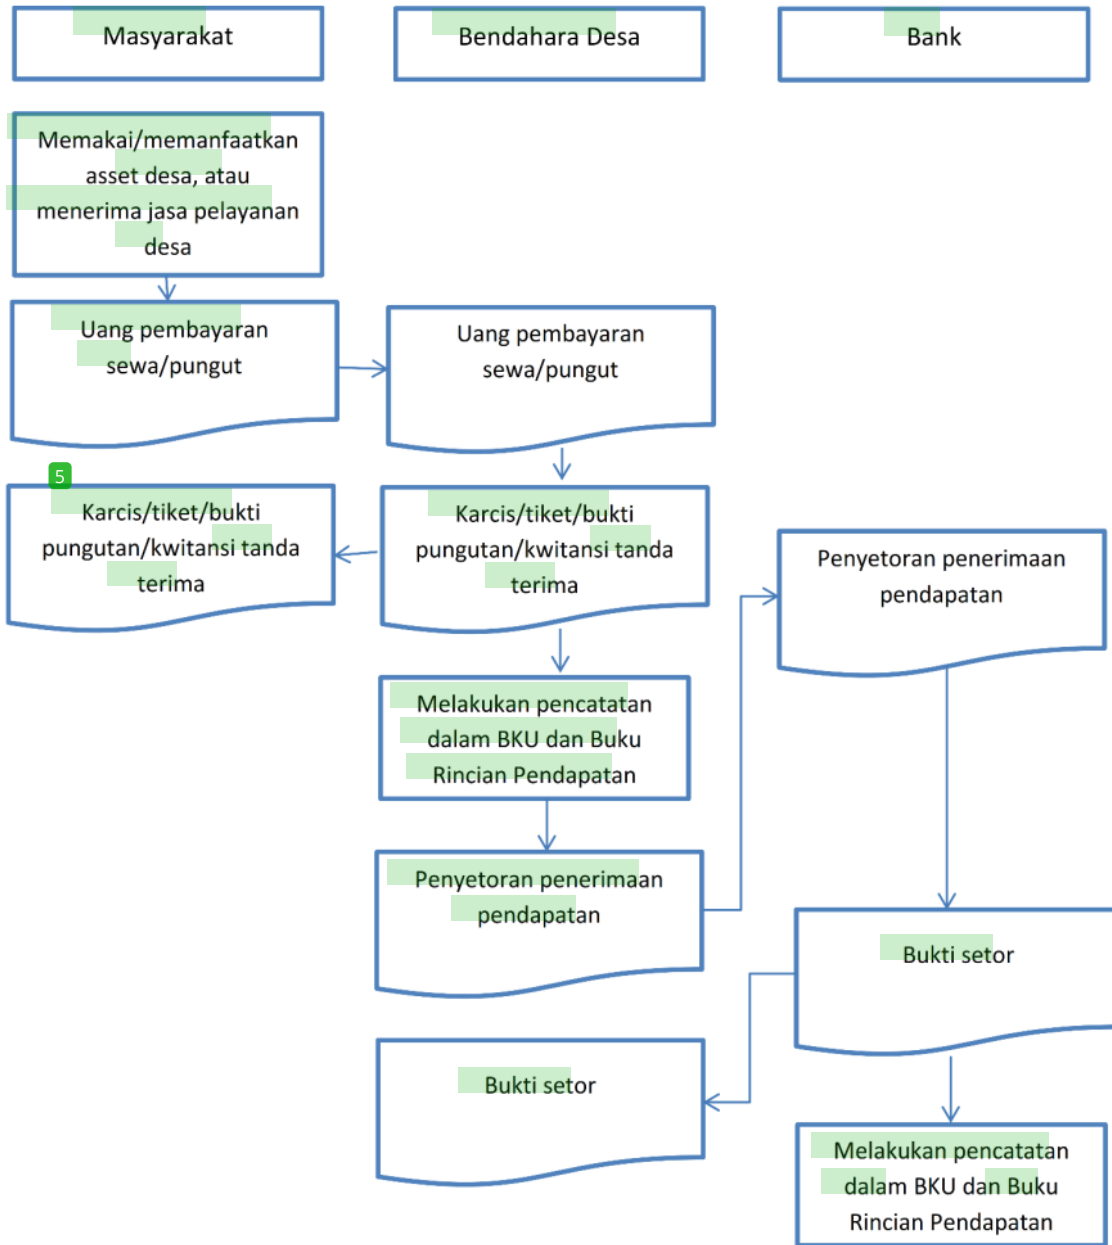 Masyarakat
Bendahara Desa
Bank
Memakai/memanfaatkan
asset desa, atau
menerima jasa pelayanan
desa
Uang pembayaran
sewa/pungut
Uang pembayaran
sewa/pungut
5
Karcis/tiket/bukti
pungutan/kwitansi tanda
terima
Karcis/tiket/bukti
pungutan/kwitansi tanda
terima
Penyetoran penerimaan
pendapatan
Melakukan pencatatan
dalam BKU dan Buku
Rincian Pendapatan
Penyetoran penerimaan
pendapatan
Bukti setor
Bukti setor
Melakukan pencatatan
dalam BKU dan Buku
Rincian Pendapatan